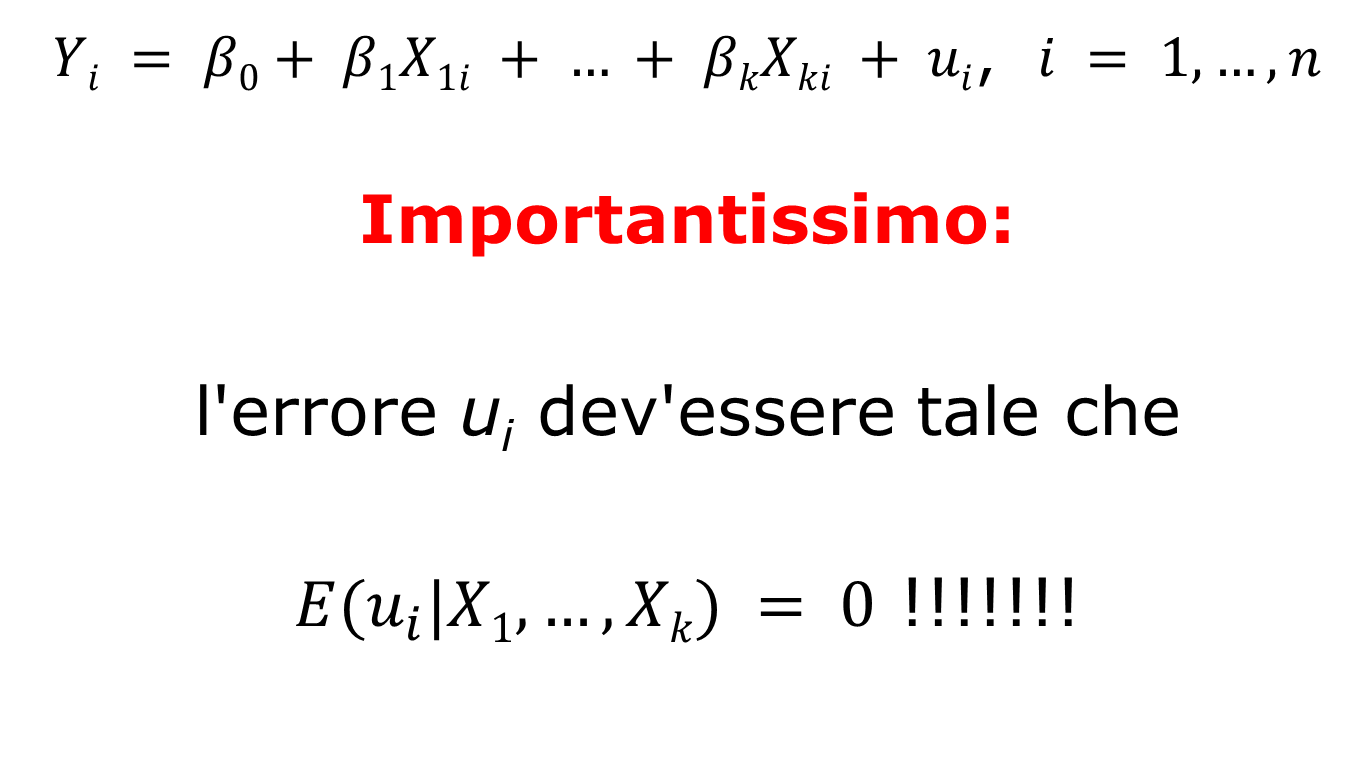 Yᵢ = β₀ + β₁X₁ᵢ + … + βₖXₖᵢ + uᵢ, i = 1, … , n
Importantissimo:
l'errore uᵢ dev'essere tale che
E(uᵢ|X₁, … , Xₖ) = 0 !!!!!!!